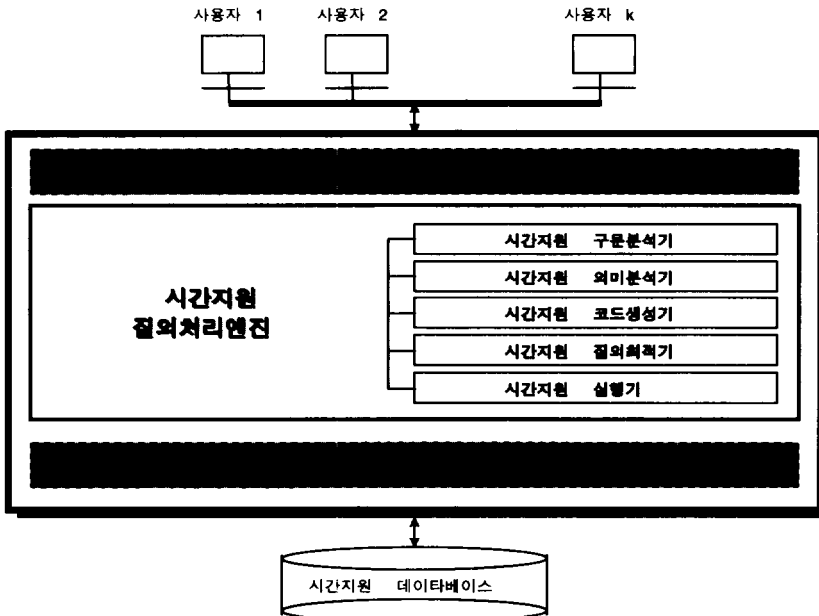 사용자 1 사용자 2 사용자 k
시간지원 구문분석기
시간지원 의미분석기
시간지원
질의처리엔진
시간지원 코드생성기
시간지원 질의최적기
시간지원 실행기
시간지원 데이타베이스